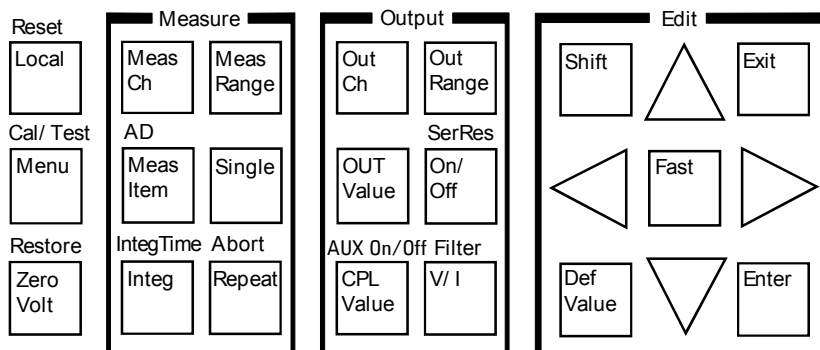 Reset
Local
Cal/ Test
Menu
Restore
Zero
Volt
Measure
Meas
Ch
Meas
Range
AD
Meas
Item
Single
IntegTime
Abort
Integ
Repeat
Output
Out
Ch
Out
Range
SerRes
OUT
Value
On/
Off
AUX On/Off
Filter
CPL
Value
V/ I
Edit
Shift
Exit
Fast
Def
Value
Enter